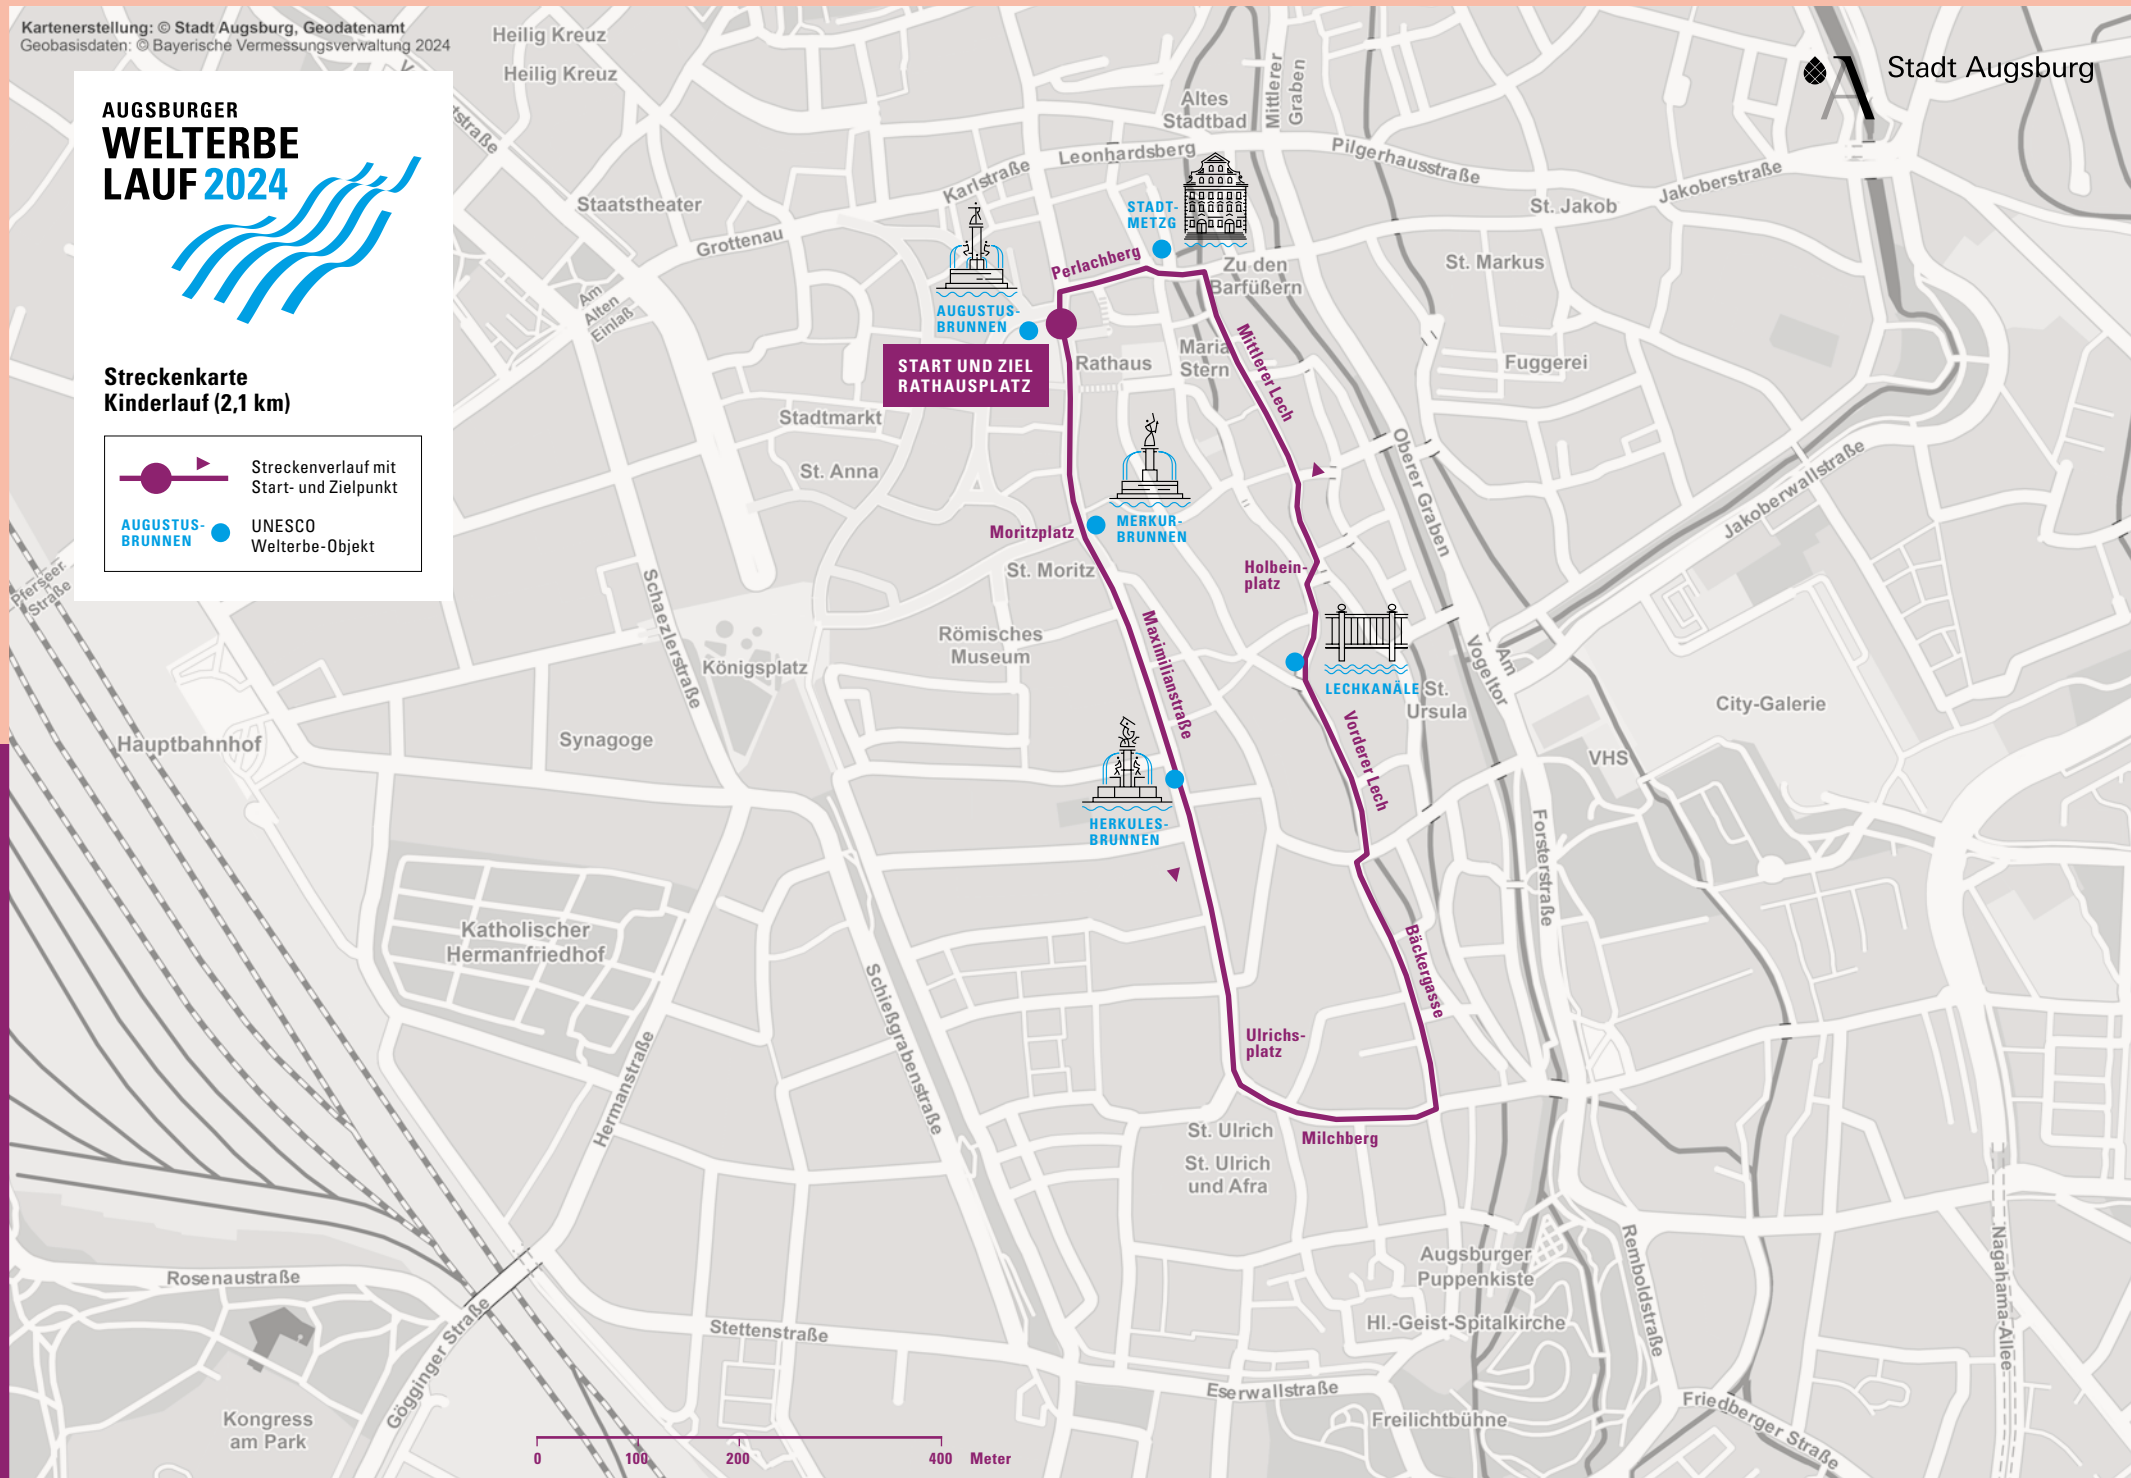 Kartenerstellung: © Stadt Augsburg, Geodatenamt
Geobasisdaten: © Bayerische Vermessungsverwaltung 2024
AUGSBURGER
WELTERBE
LAUF 2024
Streckenkarte
Kinderlauf (2,1 km)
Streckenverlauf mit
Start- und Zielpunkt
AUGUSTUS-
BRUNNEN
UNESCO
Welterbe-Objekt
Stadt Augsburg
Heilig Kreuz
Heilig Kreuz
Altes
Stadtbad
Mittlerer
Graben
Leonhardsberg
Karlstraße
Pilgerhausstraße
Jakoberstraße
St. Jakob
Staatstheater
Grottenau
Am
Alten
Einlaß
STADT-
METZG
Perlachberg
Zu den
Barfüßern
St. Markus
AUGUSTUS-
BRUNNEN
START UND ZIEL
RATHAUSPLATZ
Rathaus
Maria
Stern
Mittlerer Lech
Fuggerei
Stadtmarkt
St. Anna
Oberer Graben
Jakoberwallstraße
MERKUR-
BRUNNEN
Moritzplatz
St. Moritz
Holbein-
platz
Pferseer
Straße
Schaezlerstraße
Römisches
Museum
Königsplatz
Maximilianstraße
LECHKANÄLE
St.
Ursula
Am
Vogeltor
City-Galerie
Hauptbahnhof
Synagoge
Vorderer Lech
VHS
HERKULES-
BRUNNEN
Forsterstraße
Katholischer
Hermanfriedhof
Schießgrabenstraße
Bäckergasse
Ulrichs-
platz
Hermanstraße
St. Ulrich
Milchberg
St. Ulrich
und Afra
Rosenaustraße
Augsburger
Puppenkiste
Remboldstraße
Nagahama-Allee
Hl.-Geist-Spitalkirche
Stettenstraße
Gögginger Straße
Eserwallstraße
Freilichtbühne
Friedberger Straße
Kongress
am Park
0 100 200 400 Meter